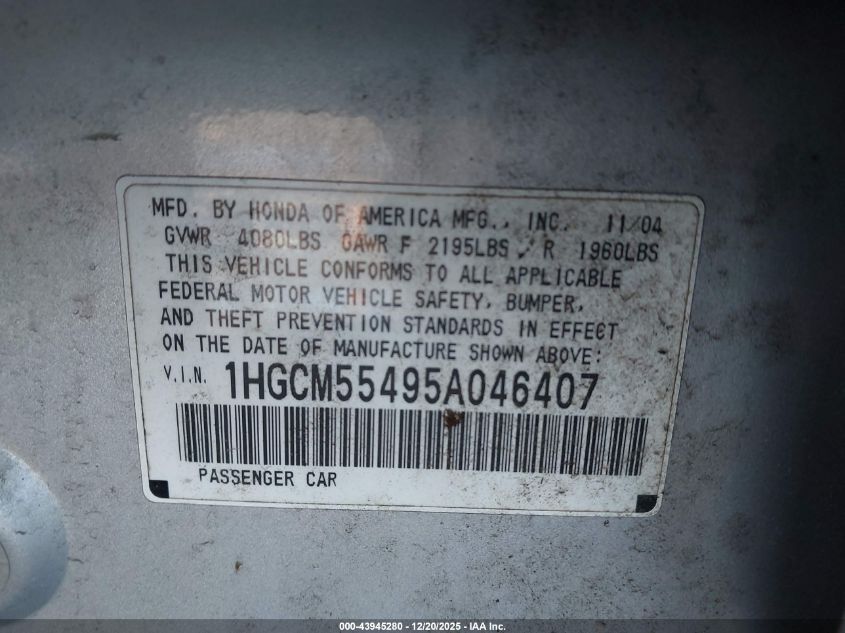 MFD. BY HONDA OF AMERICA MFG., INC. 11/04
GVWR 4080LBS GAWR F 2195LBS, R 1960LBS
THIS VEHICLE CONFORMS TO ALL APPLICABLE
FEDERAL MOTOR VEHICLE SAFETY, BUMPER,
AND THEFT PREVENTION STANDARDS IN EFFECT
ON THE DATE OF MANUFACTURE SHOWN ABOVE:
V.I.N. 1HGCM55495A046407
PASSENGER CAR
000-43945280 - 12/20/2025 - IAA Inc.